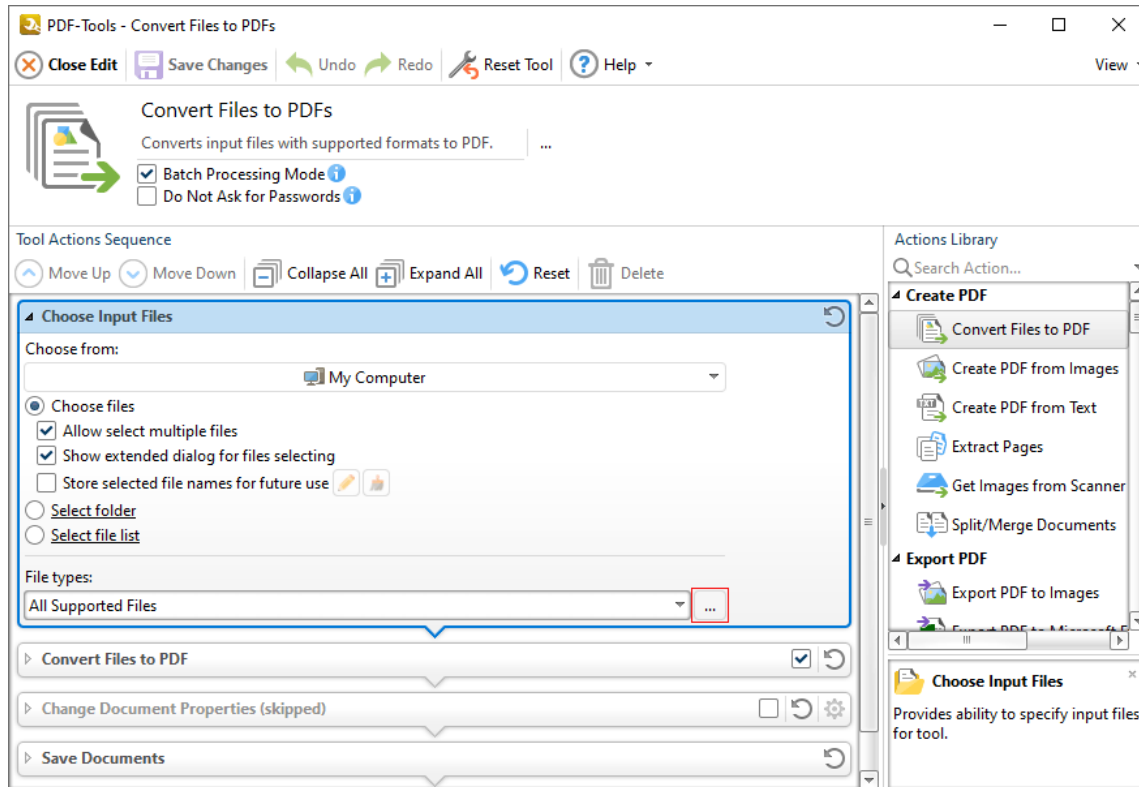 PDF-Tools - Convert Files to PDFs
Close Edit Save Changes Undo Redo Reset Tool Help View
Convert Files to PDFs
Converts input files with supported formats to PDF. ...
Batch Processing Mode
Do Not Ask for Passwords
Tool Actions Sequence
Move Up Move Down Collapse All Expand All Reset Delete
Choose Input Files
Choose from:
My Computer
Choose files
Allow select multiple files
Show extended dialog for files selecting
Store selected file names for future use
Select folder
Select file list
File types:
All Supported Files ...
Convert Files to PDF
Change Document Properties (skipped)
Save Documents
Actions Library
Search Action...
Create PDF
Convert Files to PDF
Create PDF from Images
TXT Create PDF from Text
Extract Pages
Get Images from Scanner
Split/Merge Documents
Export PDF
Export PDF to Images
Export PDF to Microsoft
Choose Input Files
Provides ability to specify input files
for tool.